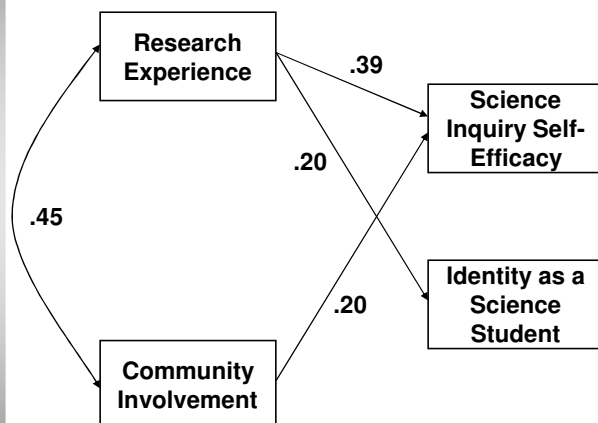 Research
Experience
.39
Science
Inquiry Self-
Efficacy
.20
.45
Identity as a
Science
Student
.20
Community
Involvement